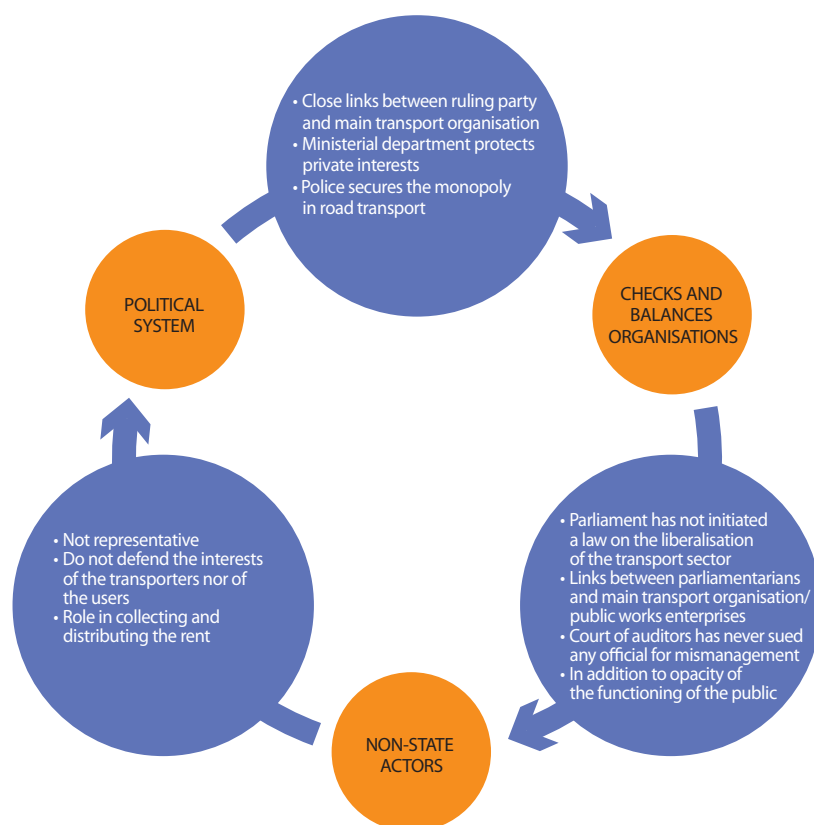 • Close links between ruling party
and main transport organisation
• Ministerial department protects
private interests
• Police secures the monopoly
in road transport
POLITICAL
SYSTEM
CHECKS AND
BALANCES
ORGANISATIONS
• Not representative
• Do not defend the interests
of the transporters nor of
the users
• Role in collecting and
distributing the rent
• Parliament has not initiated
a law on the liberalisation
of the transport sector
• Links between parliamentarians
and main transport organisation/
public works enterprises
• Court of auditors has never sued
any official for mismanagement
• In addition to opacity of
the functioning of the public
NON-STATE
ACTORS